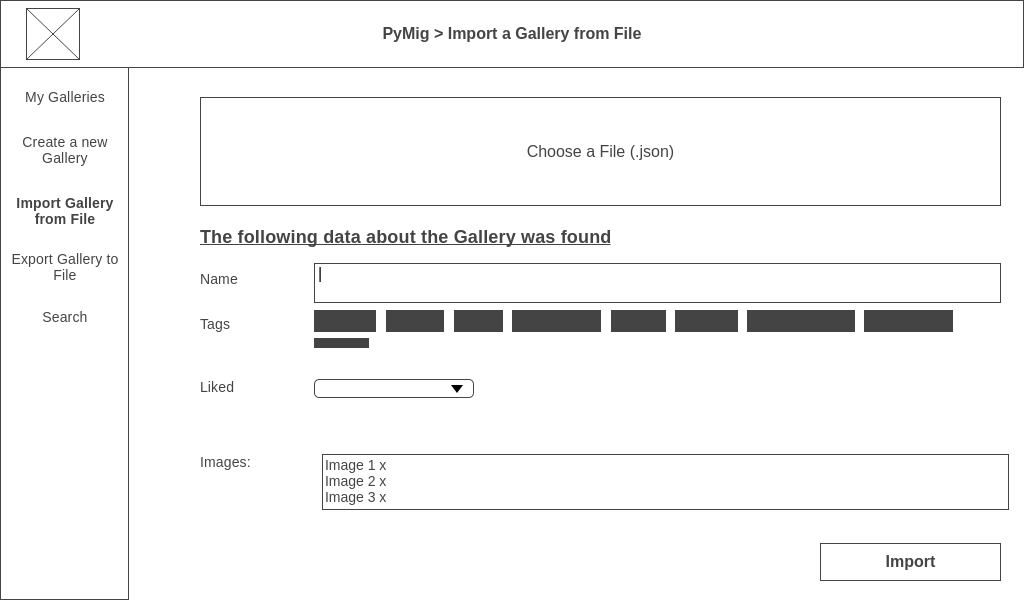 PyMig > Import a Gallery from File
My Galleries
Create a new
Gallery
Import Gallery
from File
Export Gallery to
File
Search
Choose a File (.json)
The following data about the Gallery was found
Name
Tags
Liked
Images:
Image 1 x
Image 2 x
Image 3 x
Import